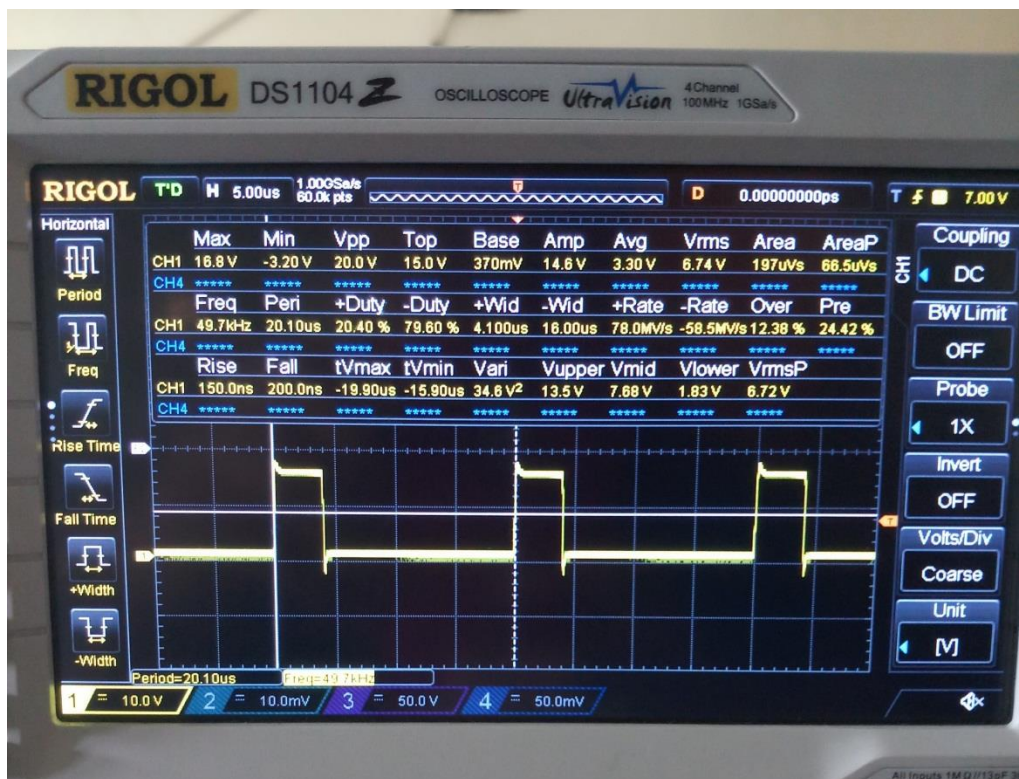 RIGOL DS1104 Z OSCILLOSCOPE UltraVision 4 Channel 100MHz 1GSa/s
RIGOL T'D H 5.00us 1.00GSa/s 60.0k pts T D 0.00000000ps T 7.00 V
Horizontal
Period
Freq
Rise Time
Fall Time
+Width
-Width
Max Min Vpp Top Base Amp Avg Vrms Area AreaP
CH1 16.8 V -3.20 V 20.0 V 15.0 V 370mV 14.6 V 3.30 V 6.74 V 197uVs 66.5uVs
CH4 ***** ***** ***** ***** ***** ***** ***** ***** ***** *****
Freq Peri +Duty -Duty +Wid -Wid +Rate -Rate Over Pre
CH1 49.7kHz 20.10us 20.40 % 79.60 % 4.100us 16.00us 78.0MV/s -58.5MV/s 12.38 % 24.42 %
CH4 ***** ***** ***** ***** ***** ***** ***** ***** ***** *****
Rise Fall tVmax tVmin Vari Vupper Vmid Vlower VrmsP
CH1 150.0ns 200.0ns -19.90us -15.90us 34.6 V² 13.5 V 7.68 V 1.83 V 6.72 V
CH4 ***** ***** ***** ***** ***** ***** ***** ***** *****
T
Period=20.10us Freq=49.7kHz
1 10.0 V 2 10.0mV 3 50.0 V 4 50.0mV
CH1
Coupling
DC
BW Limit
OFF
Probe
1X
Invert
OFF
Volts/Div
Coarse
Unit
[V]
All Inputs 1MΩ//13pF